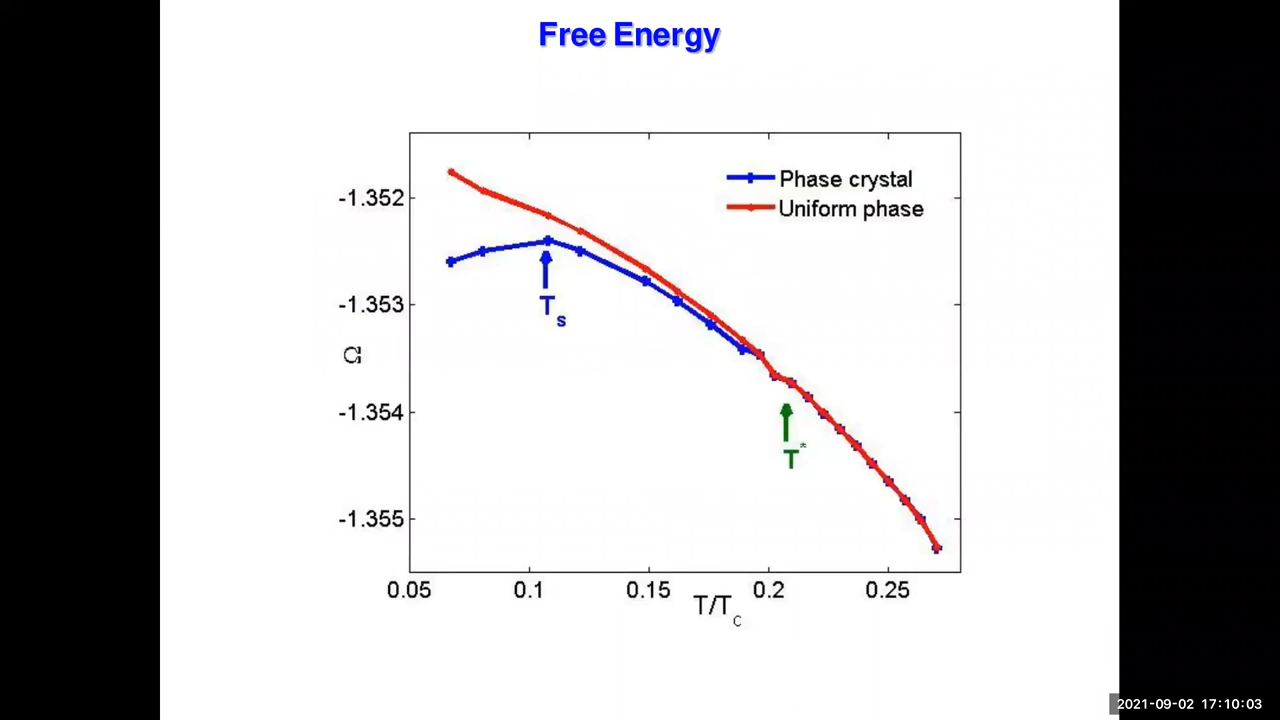 Free Energy
Phase crystal
Uniform phase
-1.352
-1.353
-1.354
-1.355
Ω
Ts
T*
0.05 0.1 0.15 0.2 0.25
T/Tc
2021-09-02 17:10:03